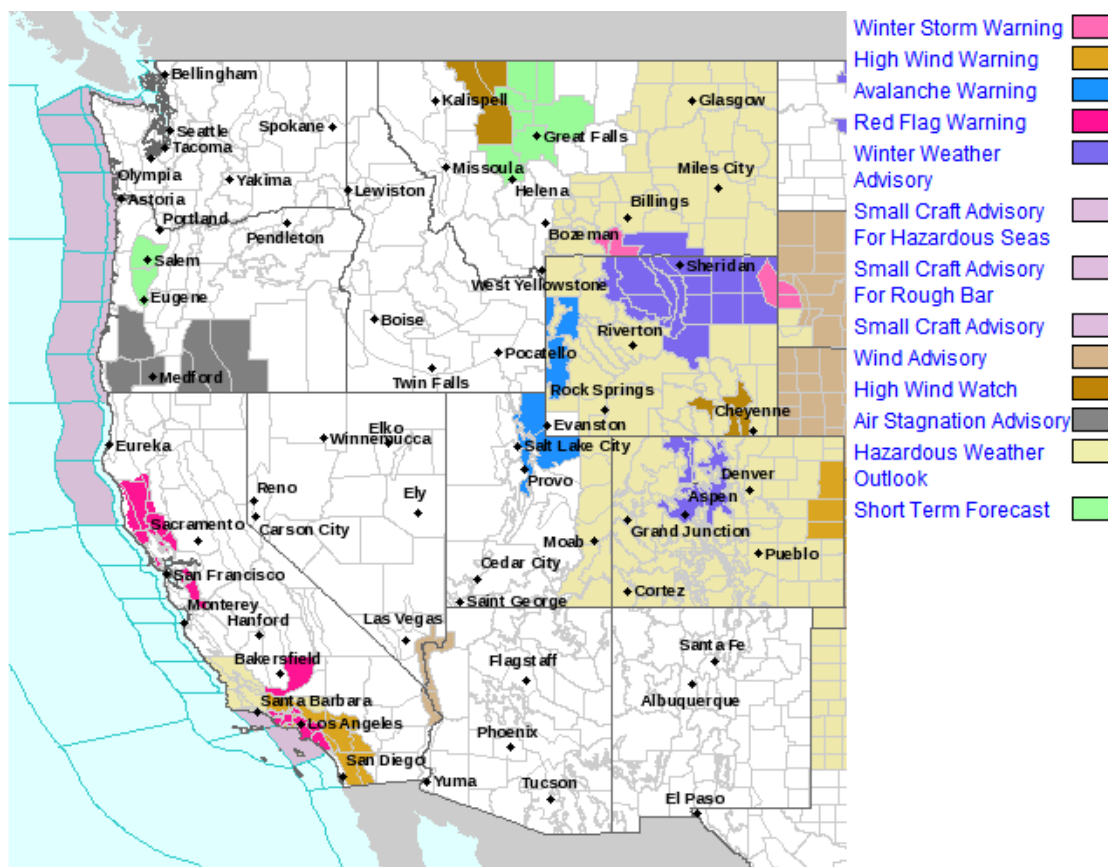 Bellingham
Seattle
Tacoma
Olympia
Astoria
Portland
Salem
Eugene
Medford
Spokane
Yakima
Pendleton
Lewiston
Kalispell
Missoula
Great Falls
Helena
Glasgow
Miles City
Billings
Bozeman
West Yellowstone
Sheridan
Boise
Pocatello
Twin Falls
Riverton
Rock Springs
Cheyenne
Evanston
Salt Lake City
Provo
Elko
Winnemucca
Ely
Reno
Carson City
Eureka
Sacramento
San Francisco
Monterey
Hanford
Bakersfield
Santa Barbara
Los Angeles
San Diego
Las Vegas
Cedar City
Saint George
Moab
Denver
Aspen
Grand Junction
Pueblo
Cortez
Flagstaff
Phoenix
Yuma
Tucson
Santa Fe
Albuquerque
El Paso
Winter Storm Warning
High Wind Warning
Avalanche Warning
Red Flag Warning
Winter Weather
Advisory
Small Craft Advisory
For Hazardous Seas
Small Craft Advisory
For Rough Bar
Small Craft Advisory
Wind Advisory
High Wind Watch
Air Stagnation Advisory
Hazardous Weather
Outlook
Short Term Forecast